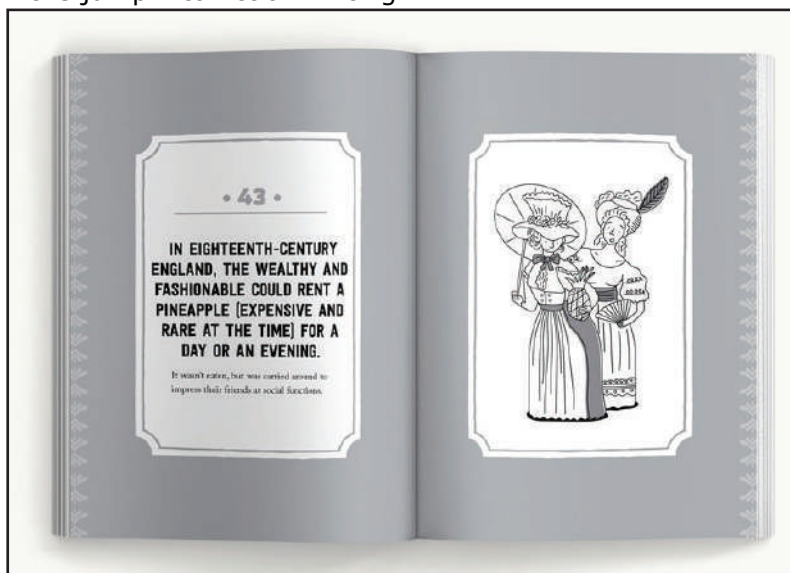 • 43 •
IN EIGHTEENTH-CENTURY
ENGLAND, THE WEALTHY AND
FASHIONABLE COULD RENT A
PINEAPPLE (EXPENSIVE AND
RARE AT THE TIME) FOR A
DAY OR AN EVENING.
It wasn't eaten, but was carried around to
impress their friends at social functions.